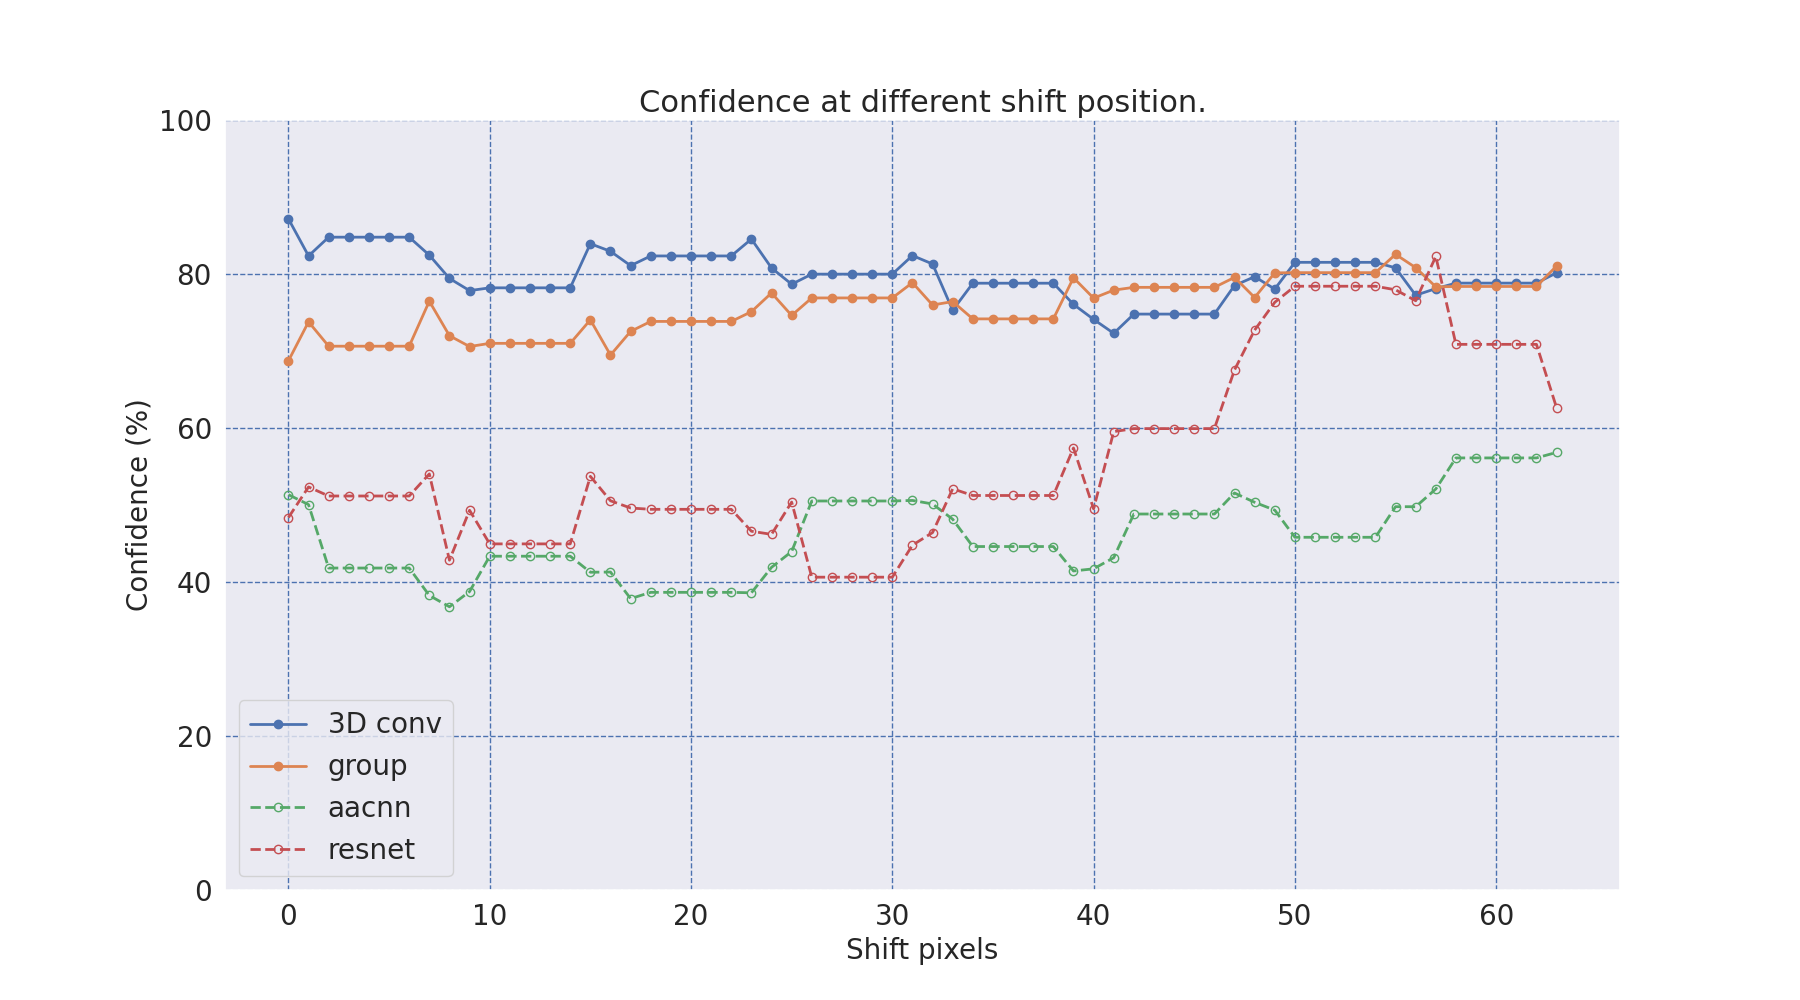 Confidence at different shift position.
100
80
60
40
20
0
Confidence (%)
3D conv
group
aacnn
resnet
0 10 20 30 40 50 60
Shift pixels